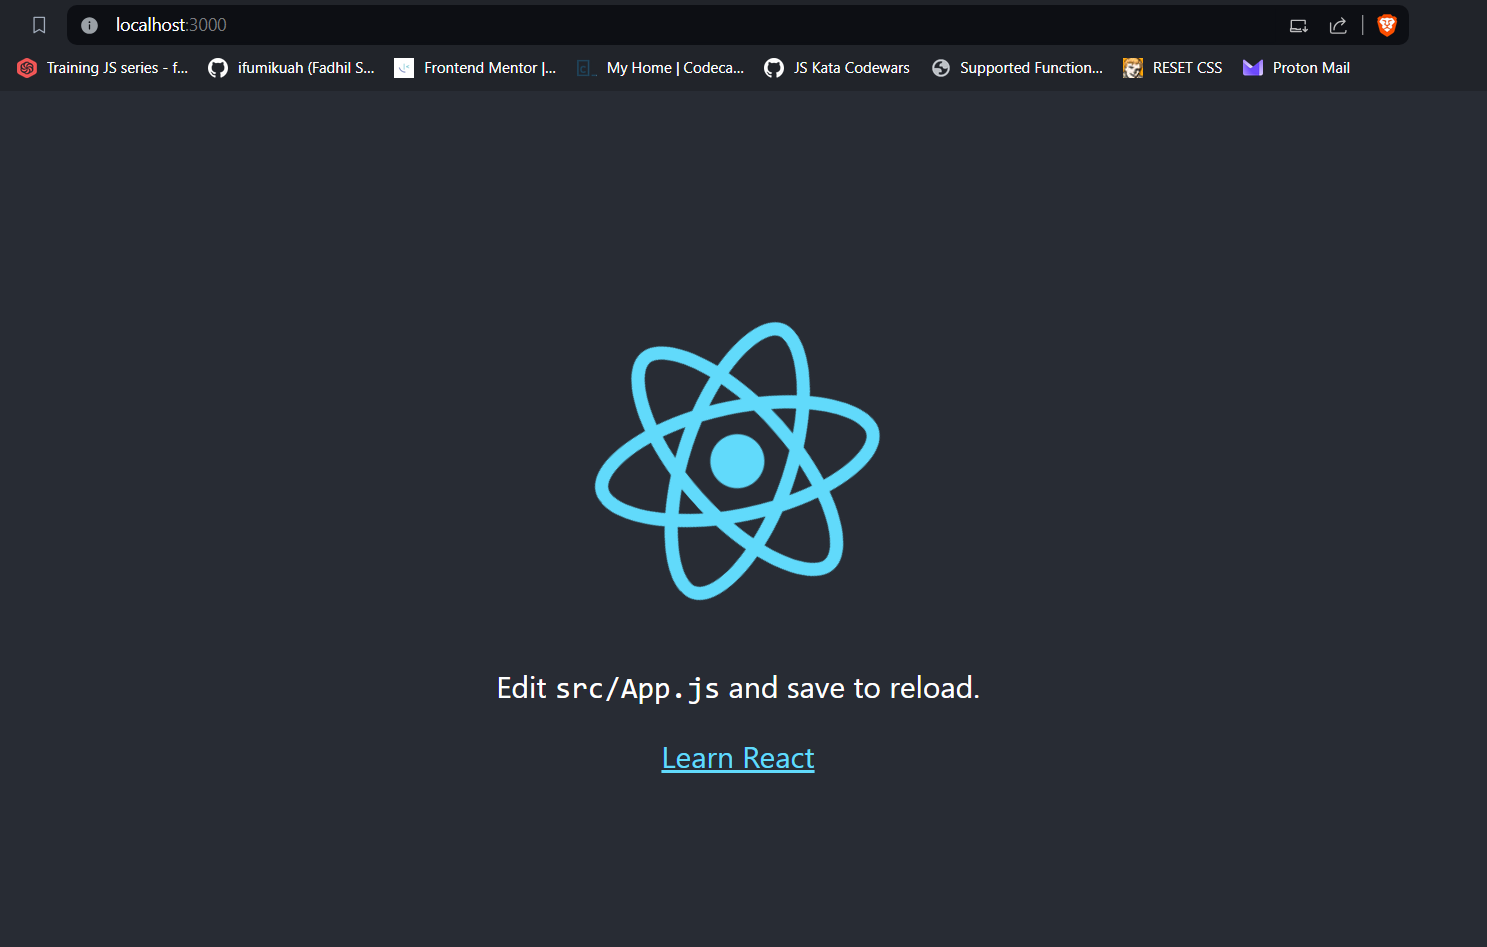 localhost:3000
Training JS series - f... ifumikuah (Fadhil S... Frontend Mentor |... My Home | Codeca... JS Kata Codewars Supported Function... RESET CSS Proton Mail
Edit src/App.js and save to reload.
Learn React